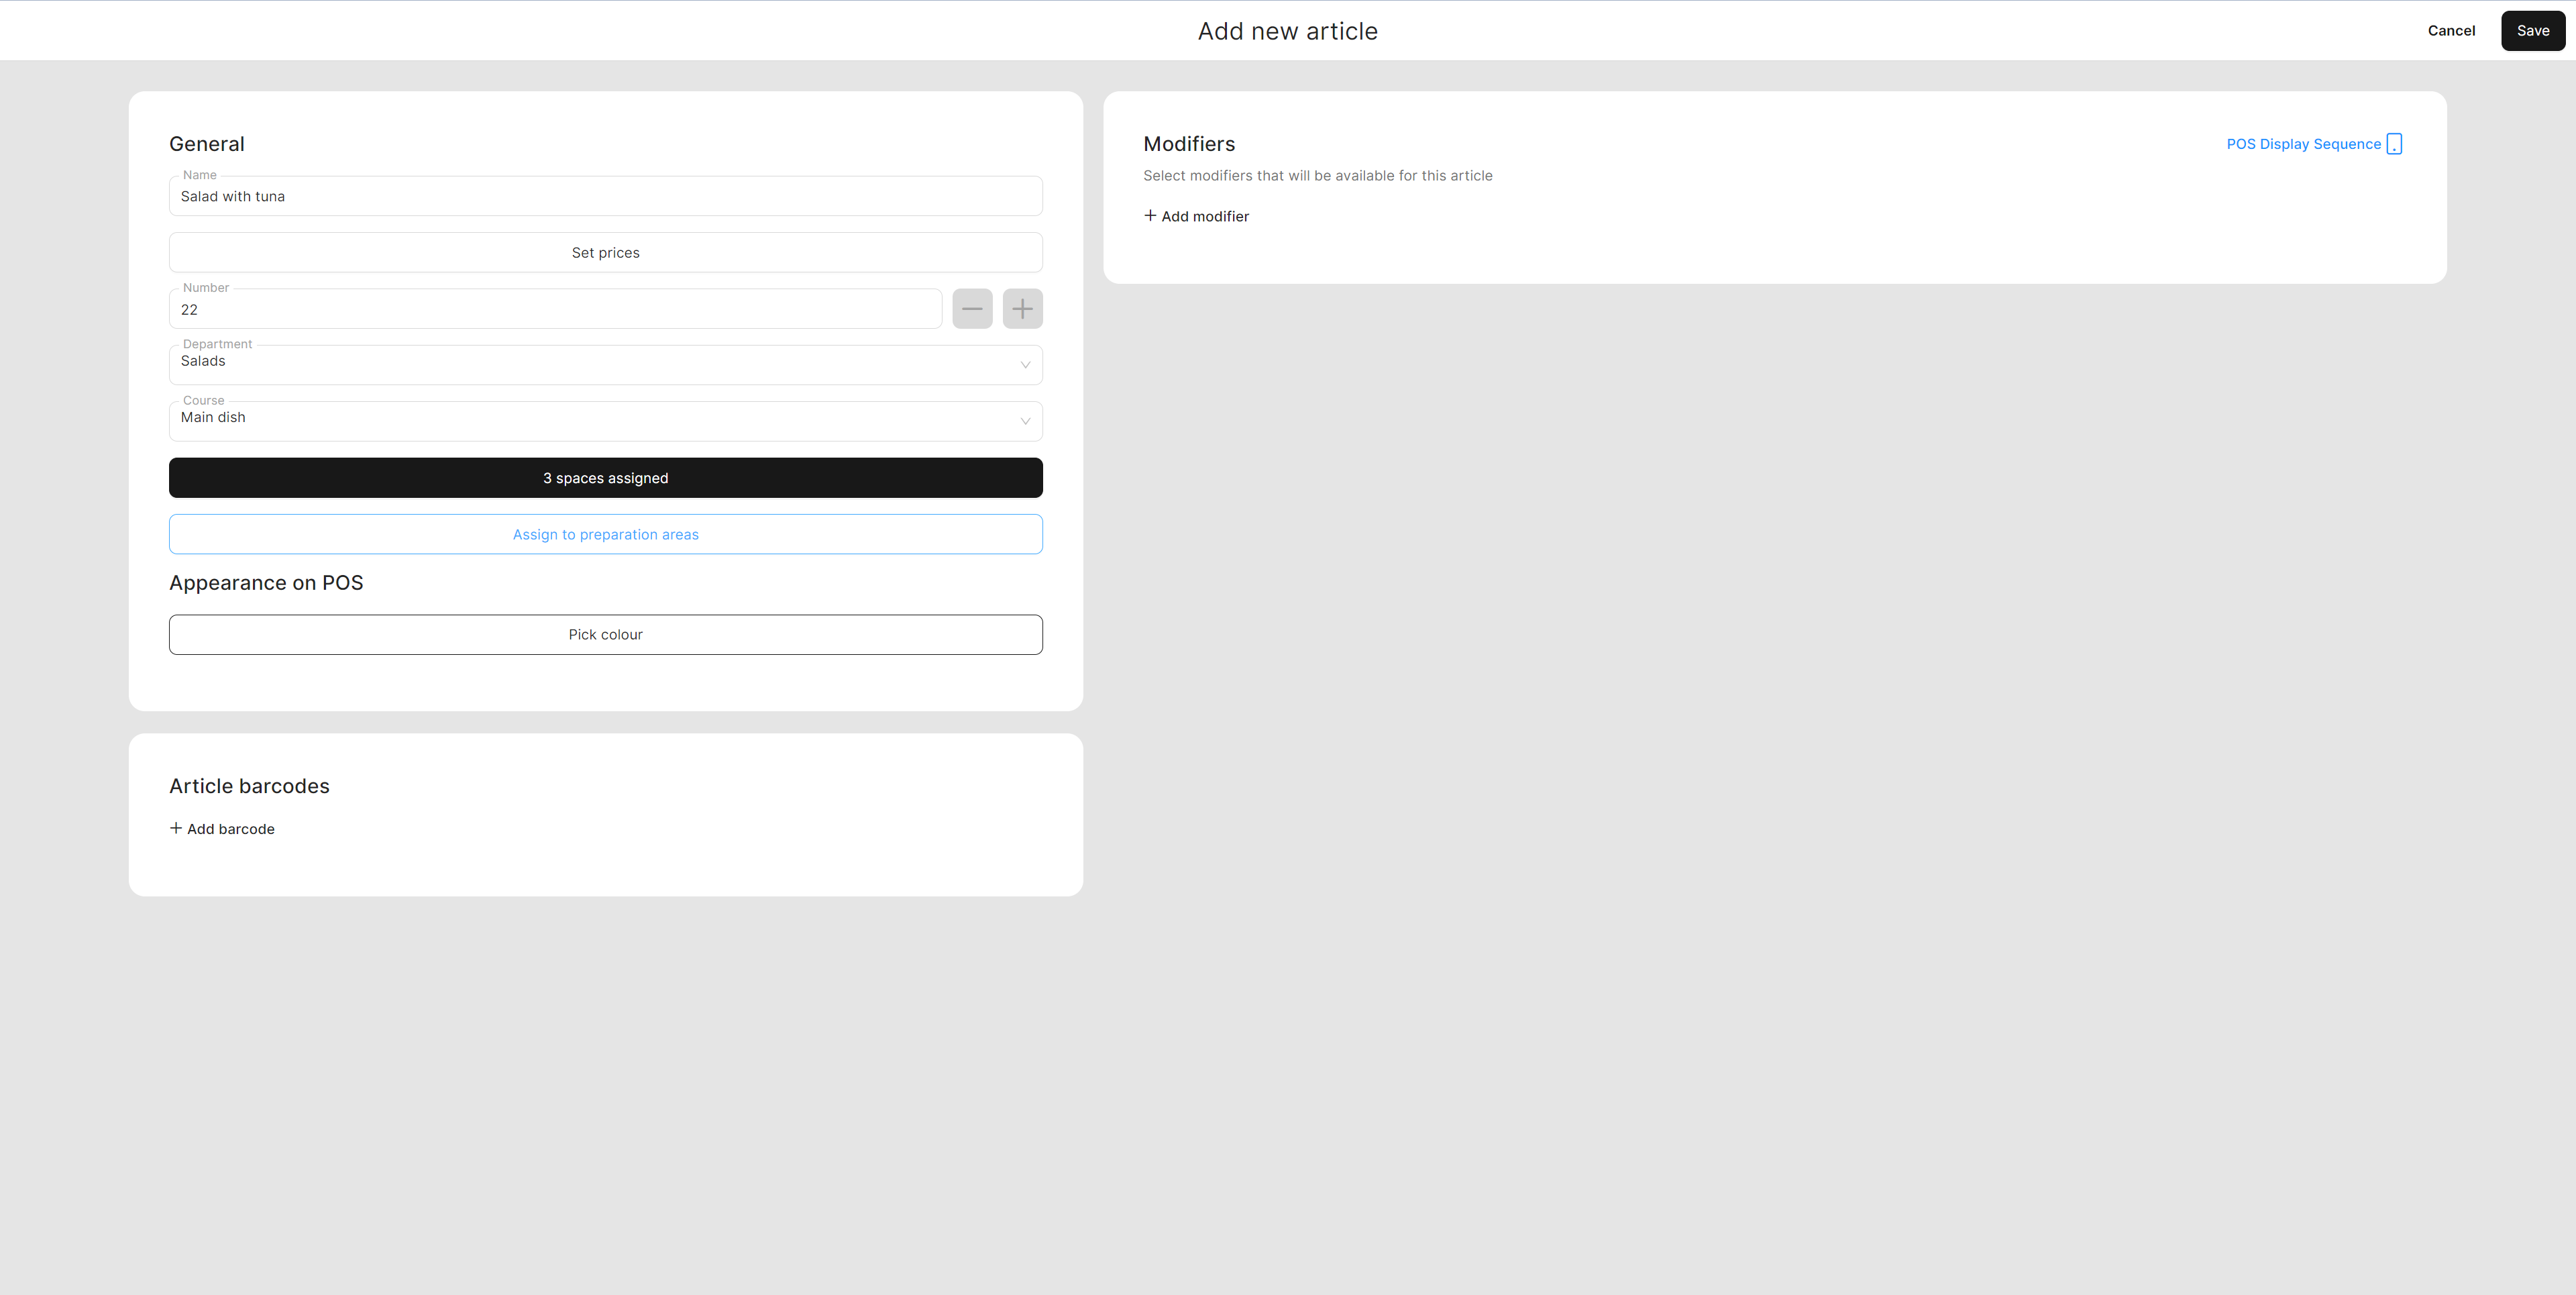 Add new article
Cancel
Save
General
Name
Salad with tuna
Set prices
Number
22
Department
Salads
Course
Main dish
3 spaces assigned
Assign to preparation areas
Appearance on POS
Pick colour
Article barcodes
+ Add barcode
Modifiers
POS Display Sequence
Select modifiers that will be available for this article
+ Add modifier